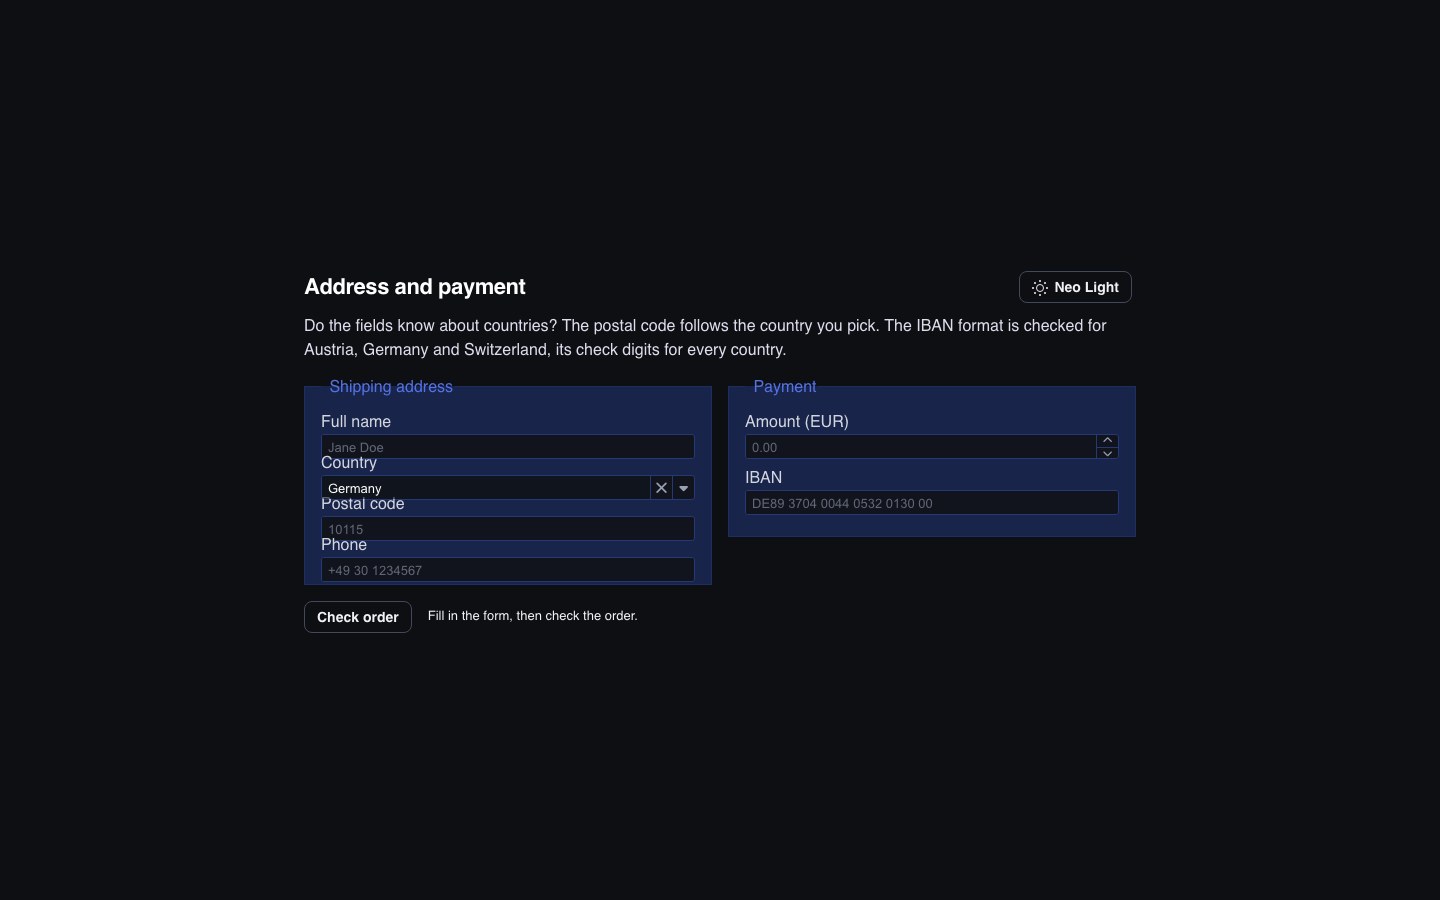 Address and payment
Neo Light
Do the fields know about countries? The postal code follows the country you pick. The IBAN format is checked for
Austria, Germany and Switzerland, its check digits for every country.
Shipping address
Full name
Jane Doe
Country
Germany
Postal code
10115
Phone
+49 30 1234567
Payment
Amount (EUR)
0.00
IBAN
DE89 3704 0044 0532 0130 00
Check order
Fill in the form, then check the order.